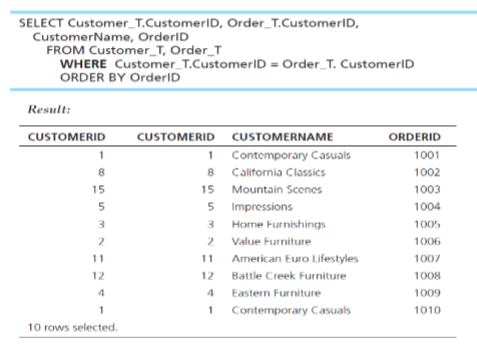 SELECT Customer_T.CustomerID, Order_T.CustomerID,
CustomerName, OrderID
FROM Customer_T, Order_T
WHERE Customer_T.CustomerID = Order_T. CustomerID
ORDER BY OrderID
Result:
CUSTOMERID CUSTOMERID CUSTOMERNAME ORDERID
1 1 Contemporary Casuals 1001
8 8 California Classics 1002
15 15 Mountain Scenes 1003
5 5 Impressions 1004
3 3 Home Furnishings 1005
2 2 Value Furniture 1006
11 11 American Euro Lifestyles 1007
12 12 Battle Creek Furniture 1008
4 4 Eastern Furniture 1009
1 1 Contemporary Casuals 1010
10 rows selected.